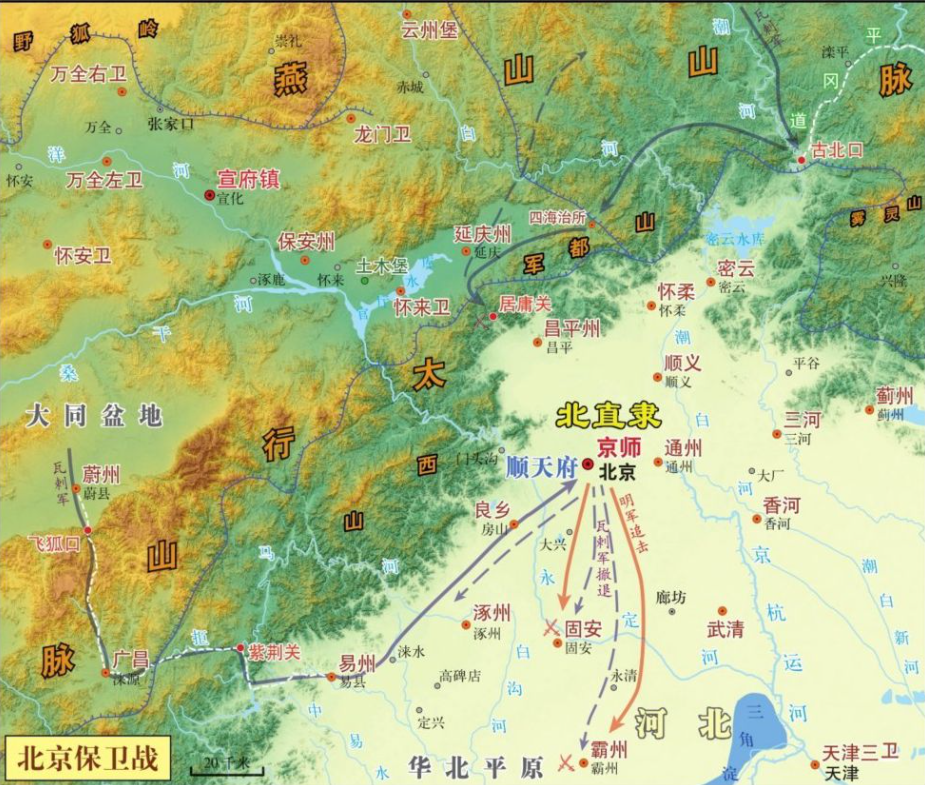 野狐岭
崇礼
燕
云州堡
山
瓦剌军
潮
山
滦平
平
冈
道
脉
万全右卫
赤城
张家口
万全
龙门卫
白
河
河
古北口
洋
河
怀安
万全左卫
宣府镇
宣化
四海治所
山
雾灵山
怀安卫
保安州
延庆州
延庆
军都
密云水库
密云
密云
土木堡
涿鹿
怀来
官
水库
兴隆
怀来卫
居庸关
怀柔
怀柔
干
河
桑
昌平州
昌平
潮
太
顺义
顺义
平谷
白
蓟州
蓟州
大同盆地
行
北直隶
三河
三河
京师
北京
顺天府
门头沟
西
通州
通州
大厂
瓦剌军
蔚州
蔚县
河
香河
香河
良乡
房山
山
飞狐口
山
明军追击
瓦剌军撤退
大兴
京
马
河
永
潮
廊坊
杭
白
涿州
涿州
固安
固安
定
武清
新
拒
紫荆关
脉
广昌
涞源
易州
易县
涞水
白
河
运
河
高碑店
沟
永清
中
定兴
河
河北
三
角
淀
河
易
水
华北平原
霸州
霸州
天津三卫
天津
北京保卫战
20千米